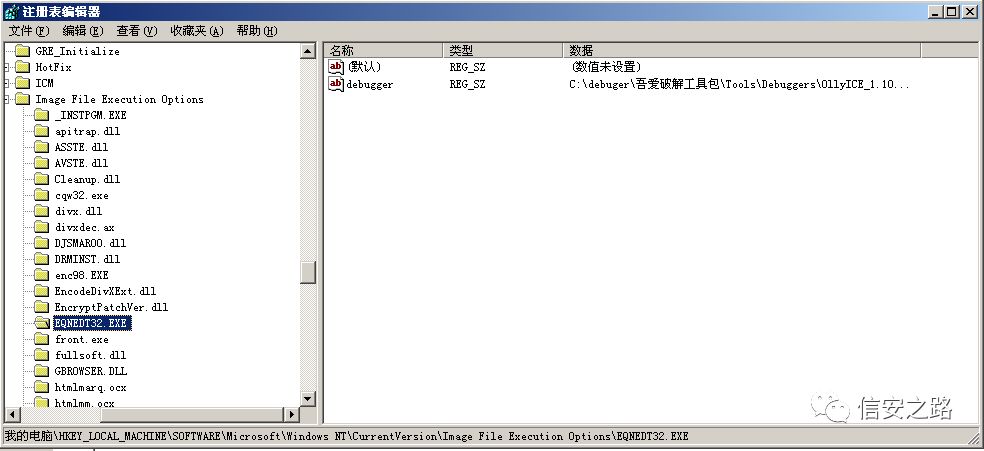 注册表编辑器
文件(F) 编辑(E) 查看(V) 收藏夹(A) 帮助(H)
GRE_Initialize
HotFix
ICM
Image File Execution Options
_INSTPGM.EXE
apitrap.dll
ASSTE.dll
AVSTE.dll
Cleanup.dll
cqw32.exe
divx.dll
divxdec.ax
DJSMAR00.dll
DRMINST.dll
enc98.EXE
EncodeDivXExt.dll
EncryptPatchVer.dll
EQNEDT32.EXE
front.exe
fullsoft.dll
GBROWSER.DLL
htmlmarq.ocx
htmlmm.ocx
名称 类型 数据
(默认) REG_SZ (数值未设置)
debugger REG_SZ C:\debuger\吾爱破解工具包\Tools\Debuggers\OllyICE_1.10...
信安之路
我的电脑\HKEY_LOCAL_MACHINE\SOFTWARE\Microsoft\Windows NT\CurrentVersion\Image File Execution Options\EQNEDT32.EXE